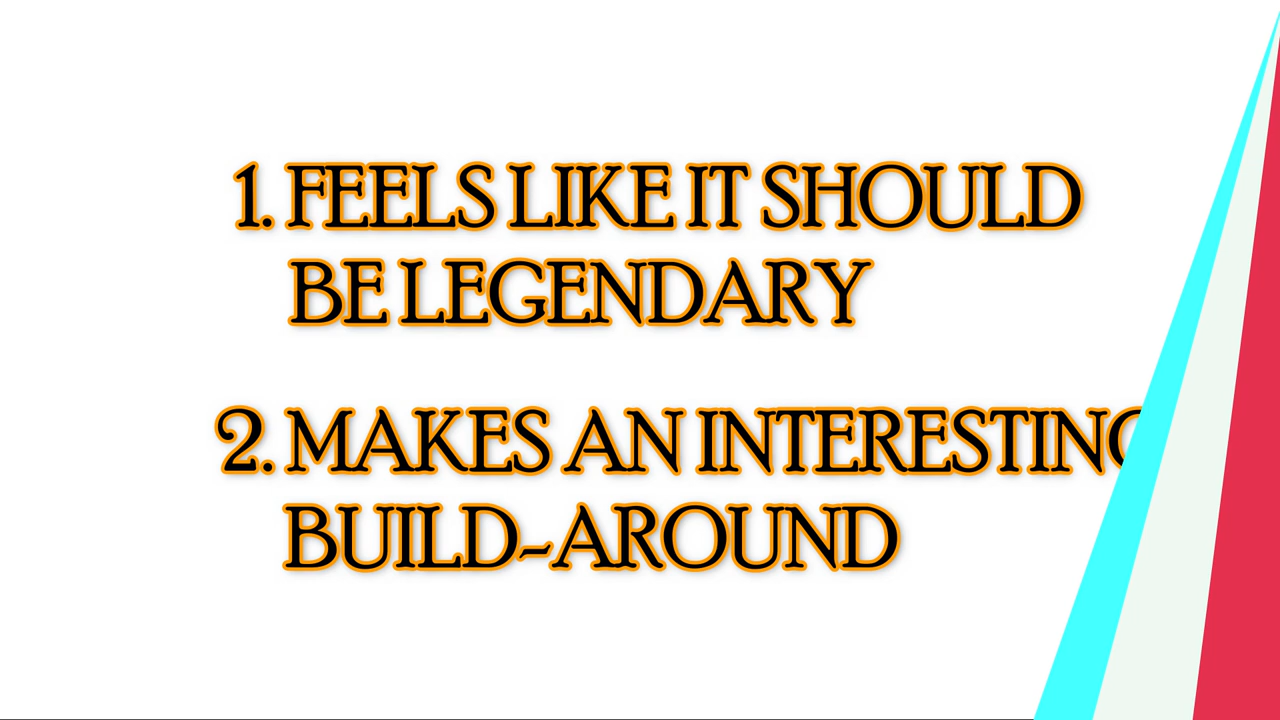 1. FEELS LIKE IT SHOULD
BE LEGENDARY
2. MAKES AN INTERESTING
BUILD-AROUND